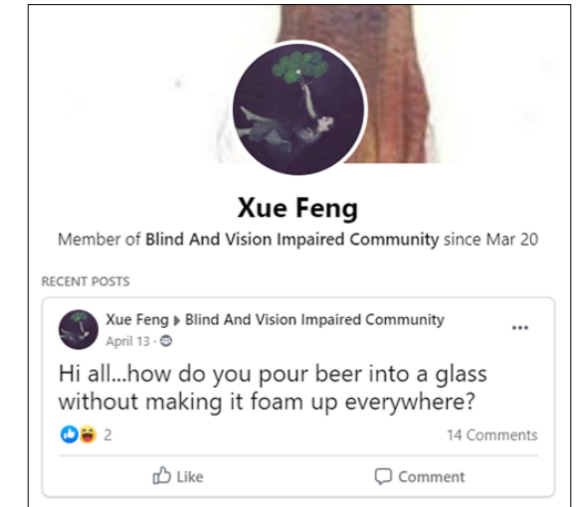 Xue Feng
Member of Blind And Vision Impaired Community since Mar 20
RECENT POSTS
Xue Feng ▸ Blind And Vision Impaired Community
April 13 ·
Hi all...how do you pour beer into a glass
without making it foam up everywhere?
2
14 Comments
Like
Comment